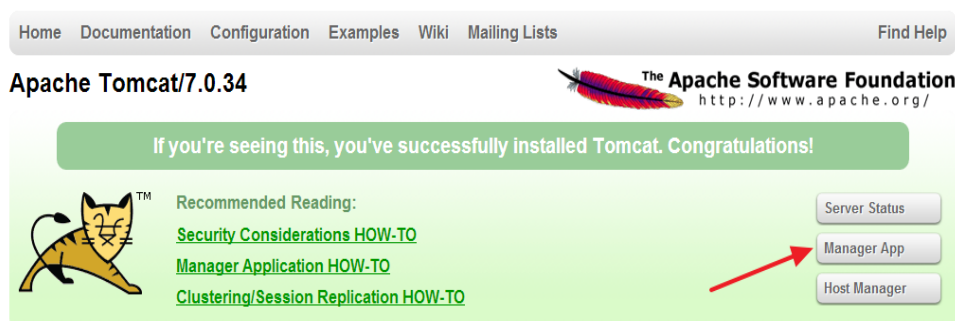 Home Documentation Configuration Examples Wiki Mailing Lists Find Help
Apache Tomcat/7.0.34
The Apache Software Foundation
http://www.apache.org/
If you're seeing this, you've successfully installed Tomcat. Congratulations!
TM
Recommended Reading:
Security Considerations HOW-TO
Manager Application HOW-TO
Clustering/Session Replication HOW-TO
Server Status
Manager App
Host Manager